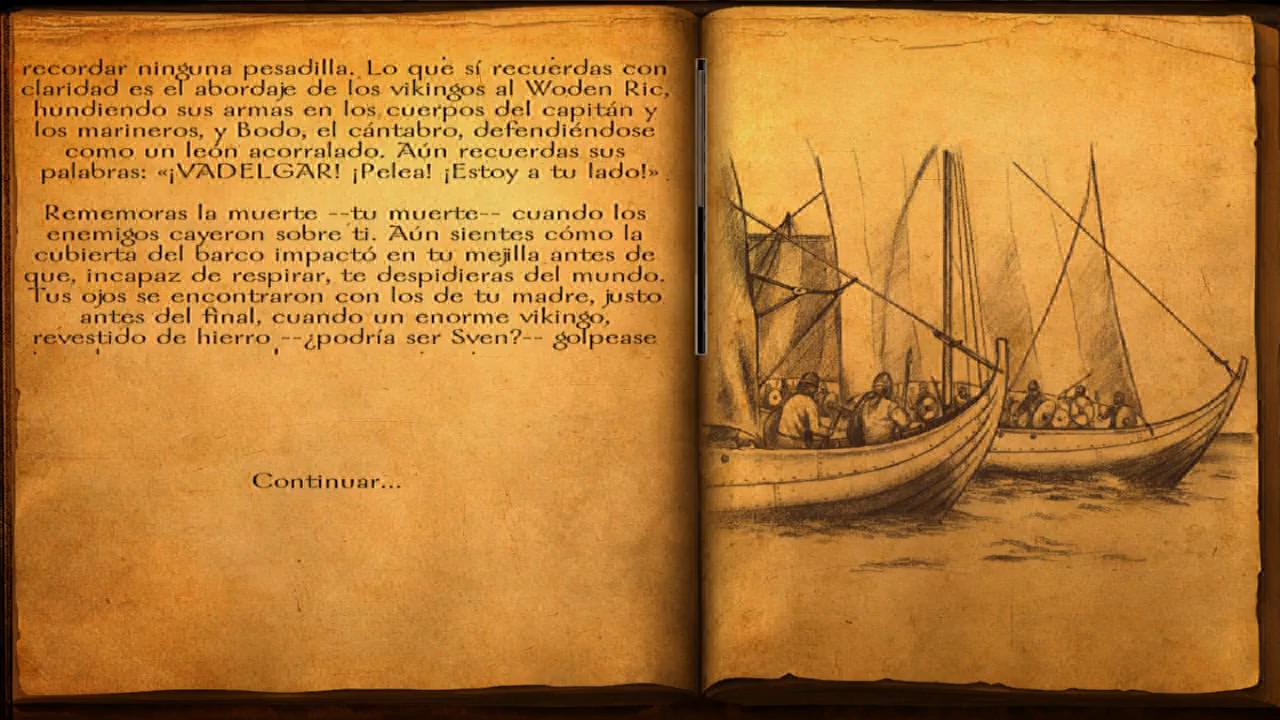 recordar ninguna pesadilla. Lo que sí recuerdas con
claridad es el abordaje de los vikingos al Woden Ric,
hundiendo sus armas en los cuerpos del capitán y
los marineros, y Bodo, el cántabro, defendiéndose
como un león acorralado. Aún recuerdas sus
palabras: «¡VADELGAR! ¡Pelea! ¡Estoy a tu lado!».
Rememoras la muerte --tu muerte-- cuando los
enemigos cayeron sobre ti. Aún sientes cómo la
cubierta del barco impactó en tu mejilla antes de
que, incapaz de respirar, te despidieras del mundo.
Tus ojos se encontraron con los de tu madre, justo
antes del final, cuando un enorme vikingo,
revestido de hierro --¿podría ser Sven?-- golpease
Continuar...